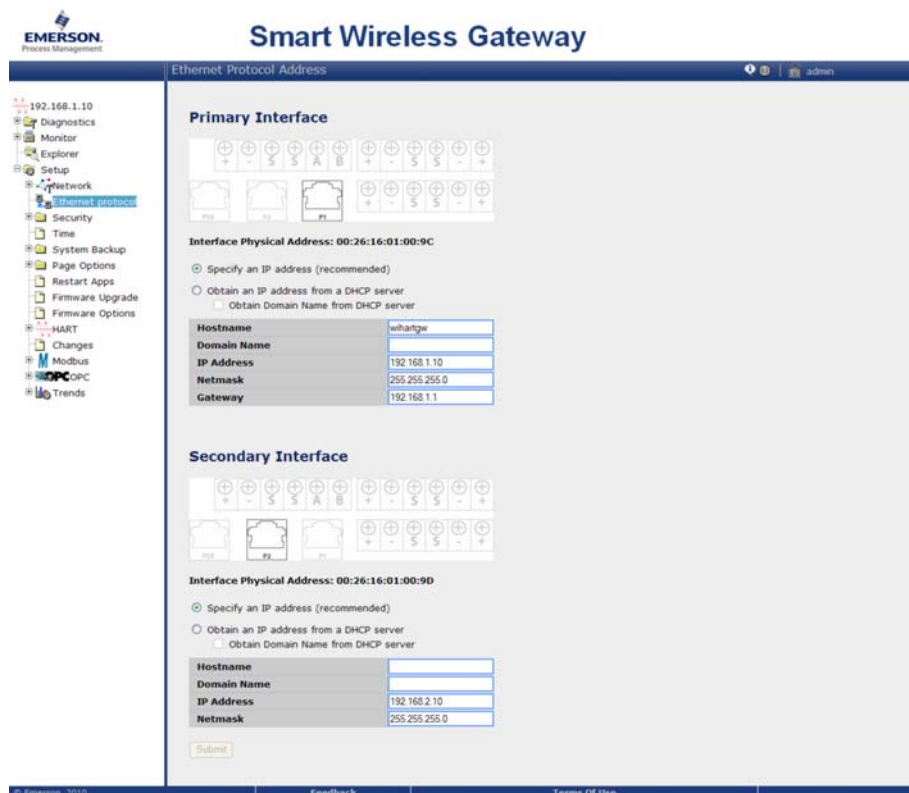 EMERSON.
Process Management
Smart Wireless Gateway
Ethernet Protocol Address
admin
192.168.1.10
Diagnostics
Monitor
Explorer
Setup
Network
Ethernet protocol
Security
Time
System Backup
Page Options
Restart Apps
Firmware Upgrade
Firmware Options
HART
Changes
Modbus
OPC OPC
Trends
Primary Interface
+ - S S A B + - S S - +
+ - S S - +
P2 P1
Interface Physical Address: 00:26:16:01:00:9C
Specify an IP address (recommended)
Obtain an IP address from a DHCP server
Obtain Domain Name from DHCP server
Hostname wihartgw
Domain Name
IP Address 192.168.1.10
Netmask 255.255.255.0
Gateway 192.168.1.1
Secondary Interface
+ - S S A B + - S S - +
+ - S S - +
P2 P1
Interface Physical Address: 00:26:16:01:00:9D
Specify an IP address (recommended)
Obtain an IP address from a DHCP server
Obtain Domain Name from DHCP server
Hostname
Domain Name
IP Address 192.168.2.10
Netmask 255.255.255.0
Submit
© Emerson, 2010 Feedback Terms Of Use